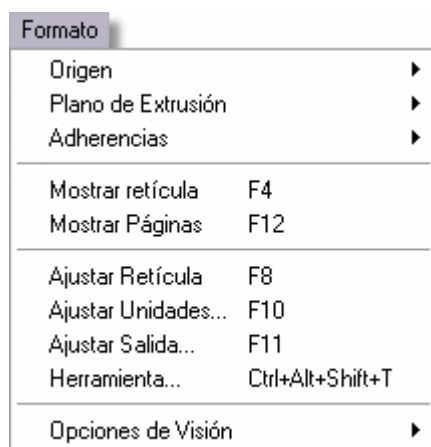 Formato
Origen
Plano de Extrusión
Adherencias
Mostrar retícula F4
Mostrar Páginas F12
Ajustar Retícula F8
Ajustar Unidades... F10
Ajustar Salida... F11
Herramienta... Ctrl+Alt+Shift+T
Opciones de Visión